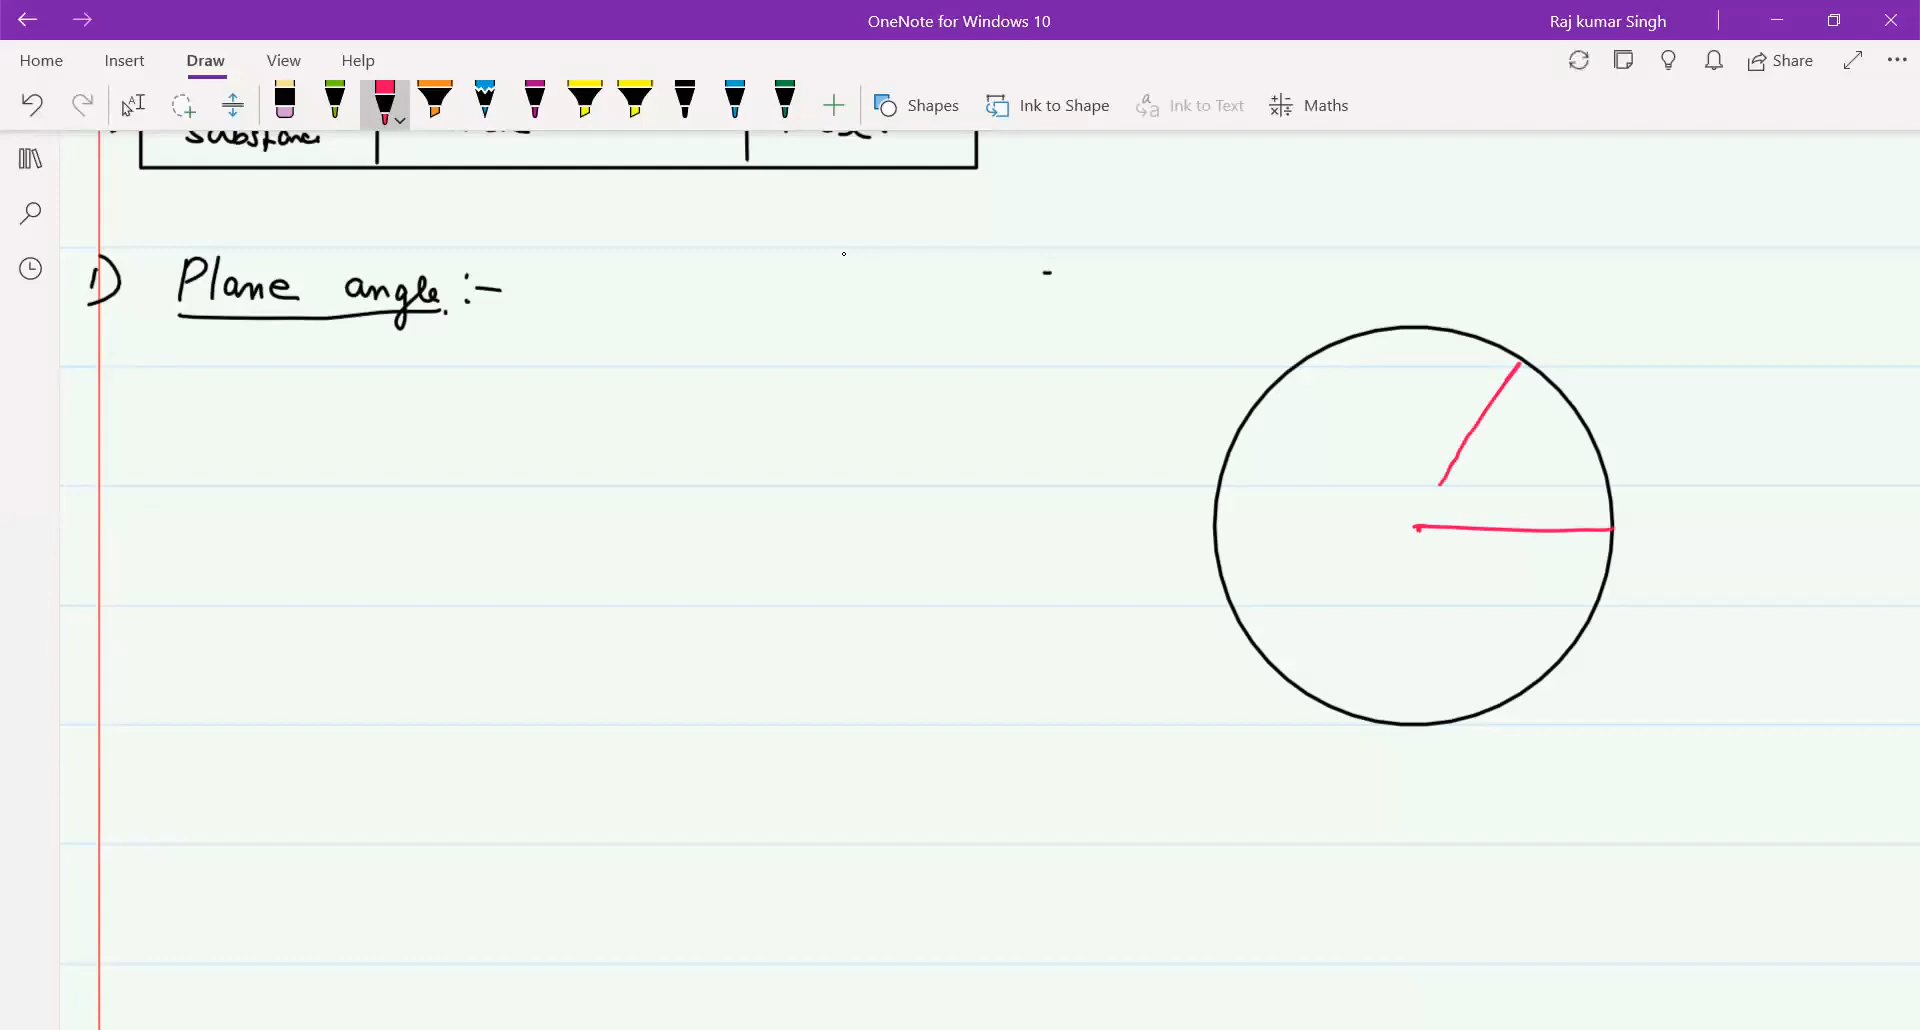 OneNote for Windows 10
Raj kumar Singh
Home Insert Draw View Help
Share
Shapes Ink to Shape Ink to Text Maths
1) Plane angle :-